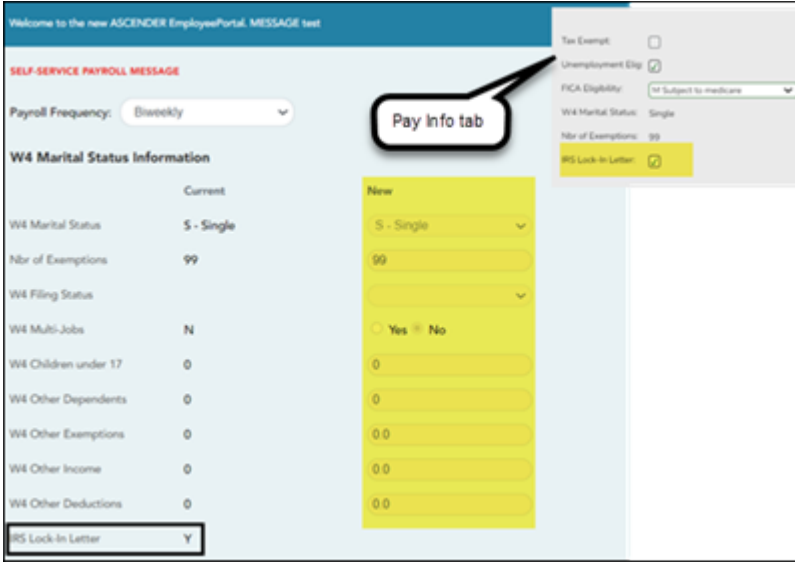 Welcome to the new ASCENDER EmployeePortal. MESSAGE test
SELF-SERVICE PAYROLL MESSAGE
Payroll Frequency: Biweekly
W4 Marital Status Information
Current New
W4 Marital Status S - Single S - Single
Nbr of Exemptions 99 99
W4 Filing Status
W4 Multi-Jobs N Yes No
W4 Children under 17 0 0
W4 Other Dependents 0 0
W4 Other Exemptions 0 0.0
W4 Other Income 0 0.0
W4 Other Deductions 0 0.0
IRS Lock-In Letter Y
Pay Info tab
Tax Exempt:
Unemployment Elig:
FICA Eligibility: M Subject to medicare
W4 Marital Status: Single
Nbr of Exemptions: 99
IRS Lock-In Letter: